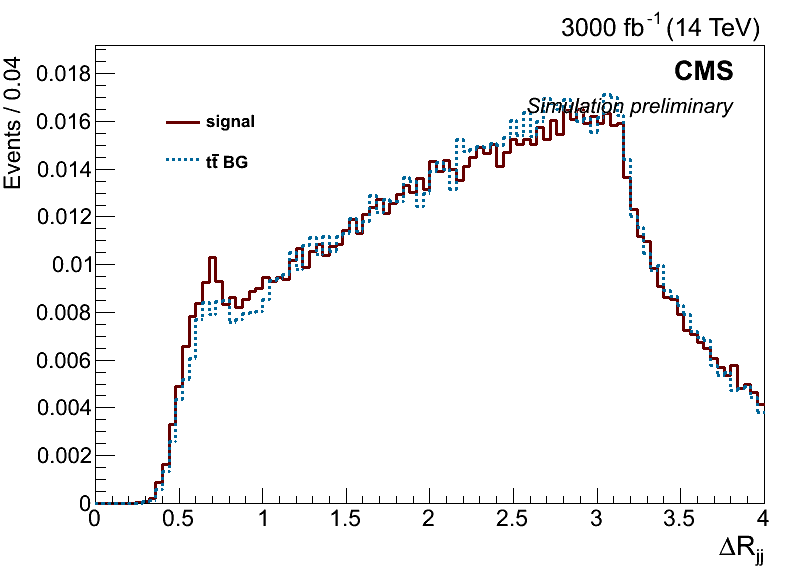 3000 fb⁻¹ (14 TeV)
CMS
Simulation preliminary
Events / 0.04
signal
tt̄ BG
0.018
0.016
0.014
0.012
0.01
0.008
0.006
0.004
0.002
0
0 0.5 1 1.5 2 2.5 3 3.5 4
ΔRjj